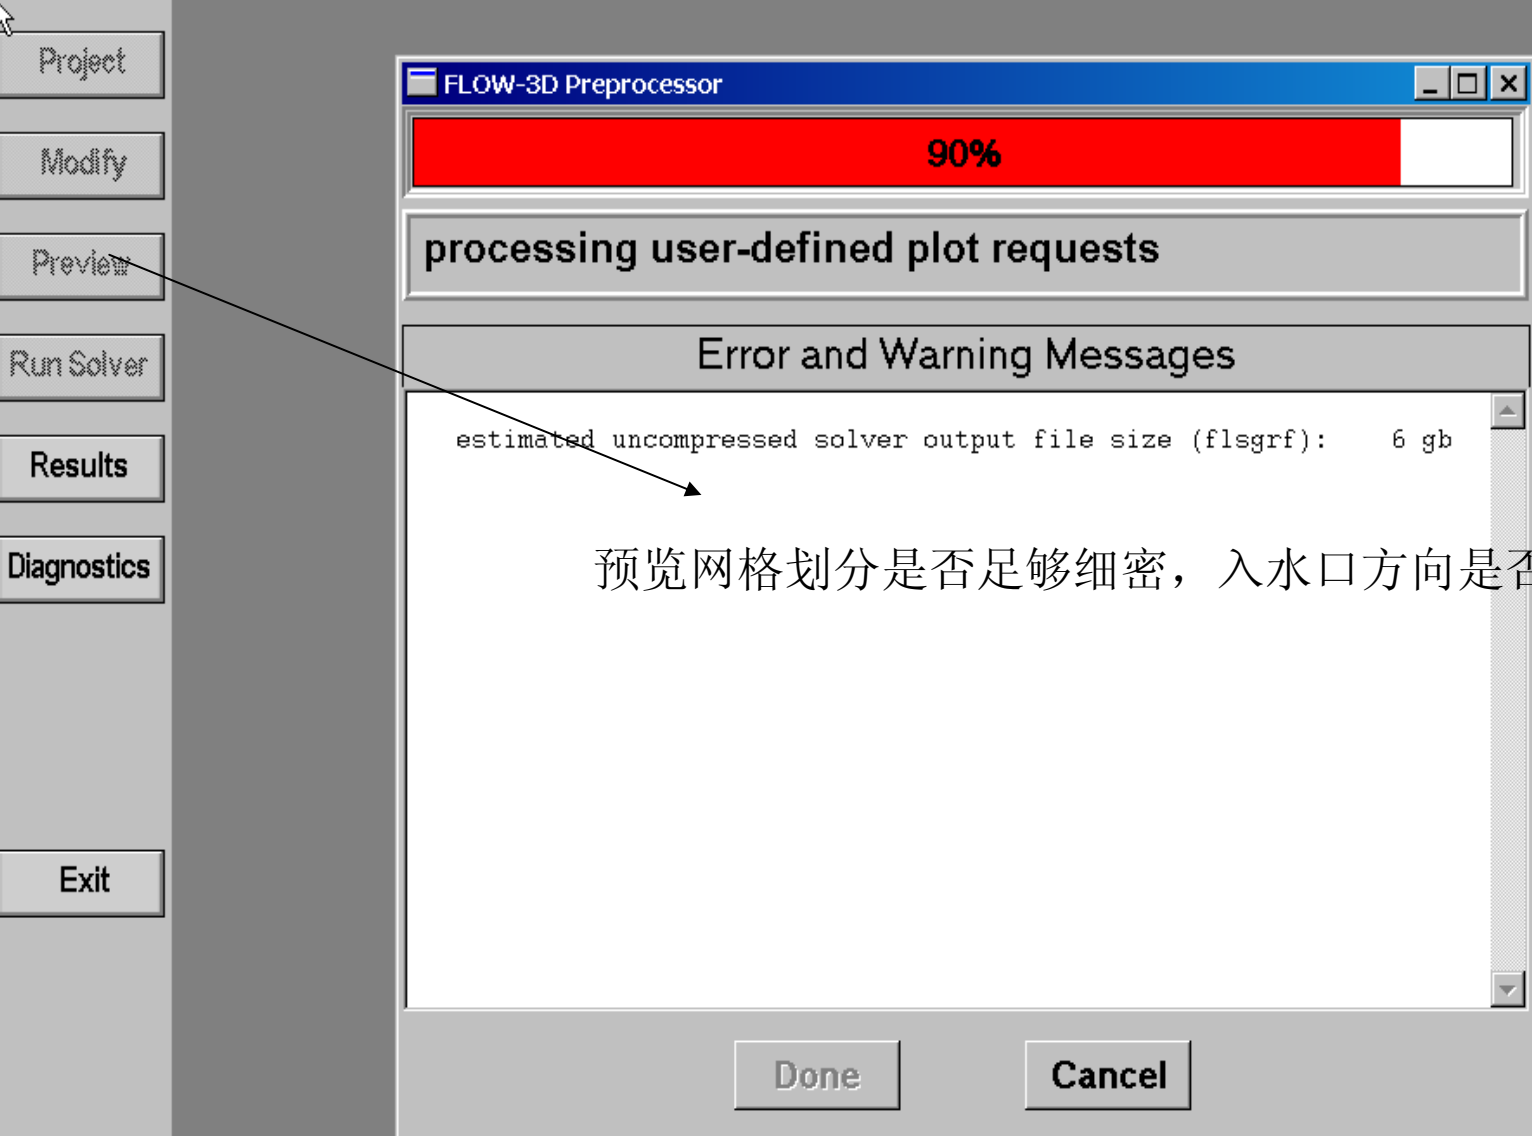 Project
Modify
Preview
Run Solver
Results
Diagnostics
Exit
FLOW-3D Preprocessor
90%
processing user-defined plot requests
Error and Warning Messages
estimated uncompressed solver output file size (flsgrf): 6 gb
预览网格划分是否足够细密，入水口方向是否
Done
Cancel